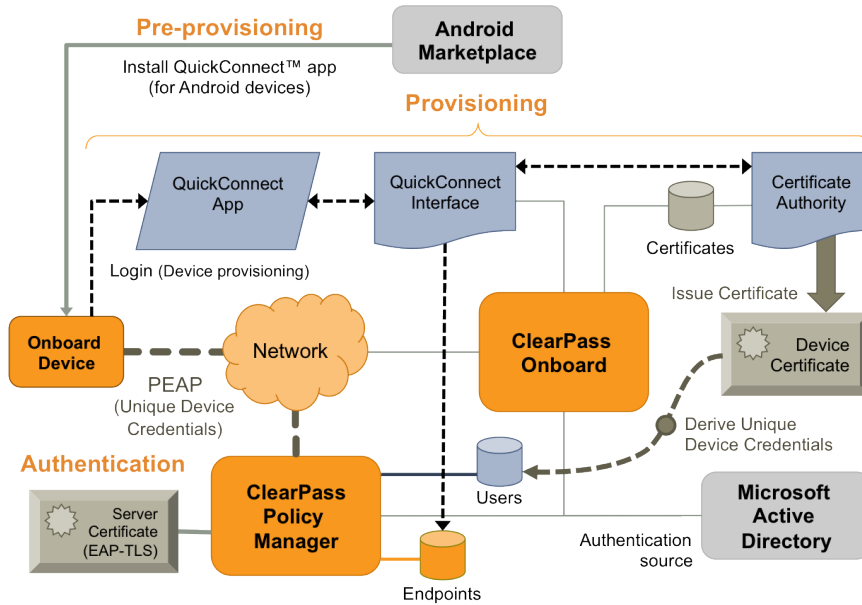 Pre-provisioning
Android
Marketplace
Install QuickConnect™ app
(for Android devices)
Provisioning
QuickConnect
App
QuickConnect
Interface
Certificate
Authority
Certificates
Login (Device provisioning)
Issue Certificate
Onboard
Device
Network
ClearPass
Onboard
Device
Certificate
PEAP
(Unique Device
Credentials)
Derive Unique
Device Credentials
Authentication
ClearPass
Policy
Manager
Users
Server
Certificate
(EAP-TLS)
Microsoft
Active
Directory
Authentication
source
Endpoints